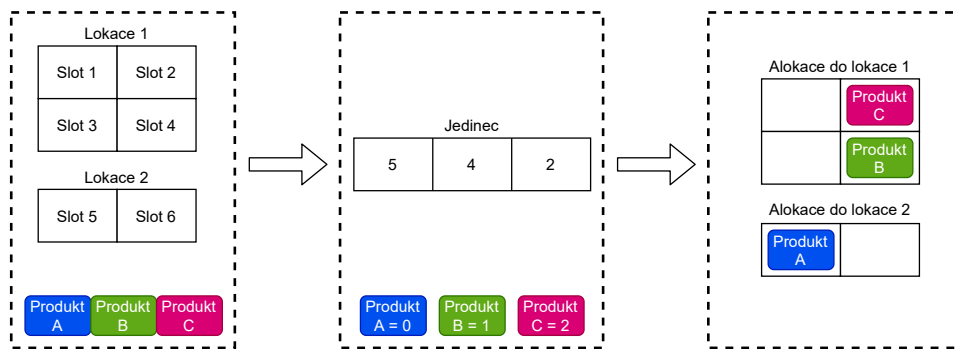 Lokace 1
Slot 1
Slot 2
Slot 3
Slot 4
Lokace 2
Slot 5
Slot 6
Produkt
A
Produkt
B
Produkt
C
Jedinec
5
4
2
Produkt
A = 0
Produkt
B = 1
Produkt
C = 2
Alokace do lokace 1
Produkt
C
Produkt
B
Alokace do lokace 2
Produkt
A